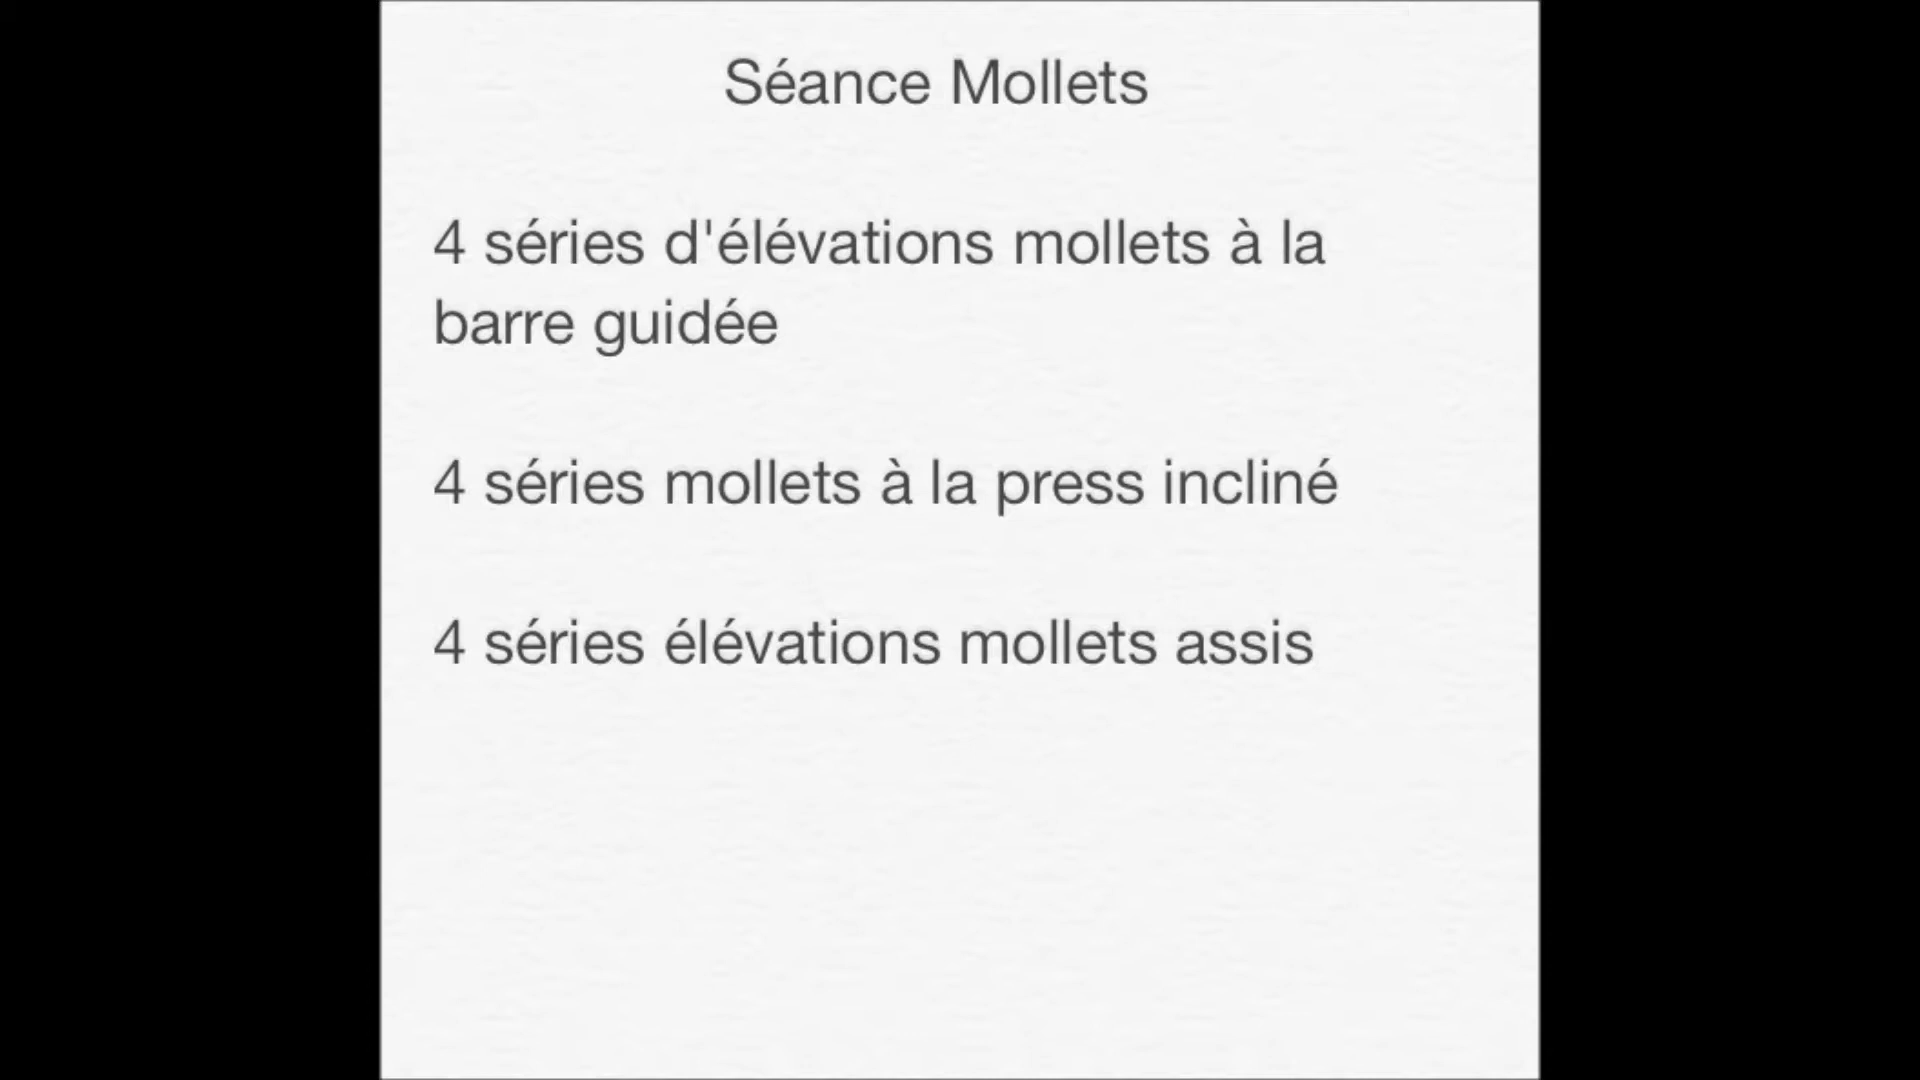 Séance Mollets
4 séries d'élévations mollets à la
barre guidée
4 séries mollets à la press incliné
4 séries élévations mollets assis